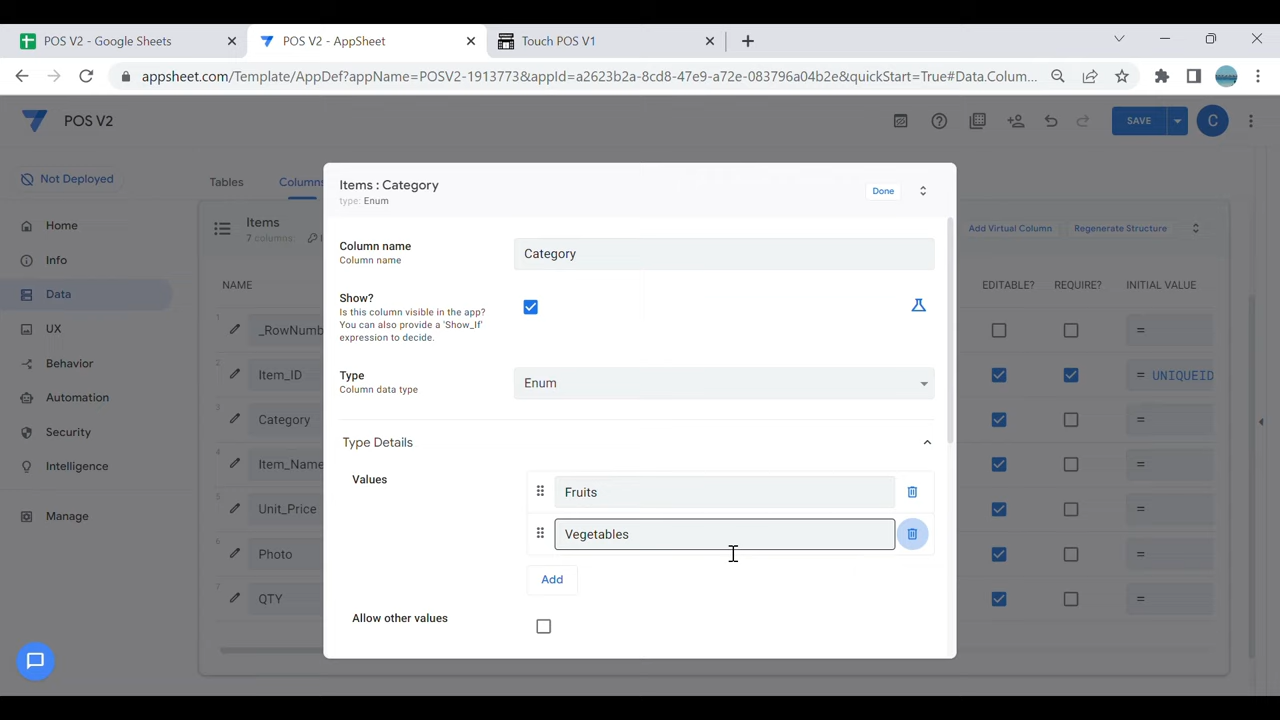 POS V2 - Google Sheets
POS V2 - AppSheet
Touch POS V1
appsheet.com/Template/AppDef?appName=POSV2-1913773&appId=a2623b2a-8cd8-47e9-a72e-083796a04b2e&quickStart=True#Data.Colum...
POS V2
SAVE
C
Not Deployed
Home
Info
Data
UX
Behavior
Automation
Security
Intelligence
Manage
Tables
Columns
Items
7 columns
Add Virtual Column
Regenerate Structure
NAME
EDITABLE?
REQUIRE?
INITIAL VALUE
1
_RowNumb
=
2
Item_ID
= UNIQUEID
3
Category
=
4
Item_Name
=
5
Unit_Price
=
6
Photo
=
7
QTY
=
Items : Category
type: Enum
Done
Column name
Column name
Category
Show?
Is this column visible in the app?
You can also provide a 'Show_If'
expression to decide.
Type
Column data type
Enum
Type Details
Values
Fruits
Vegetables
Add
Allow other values